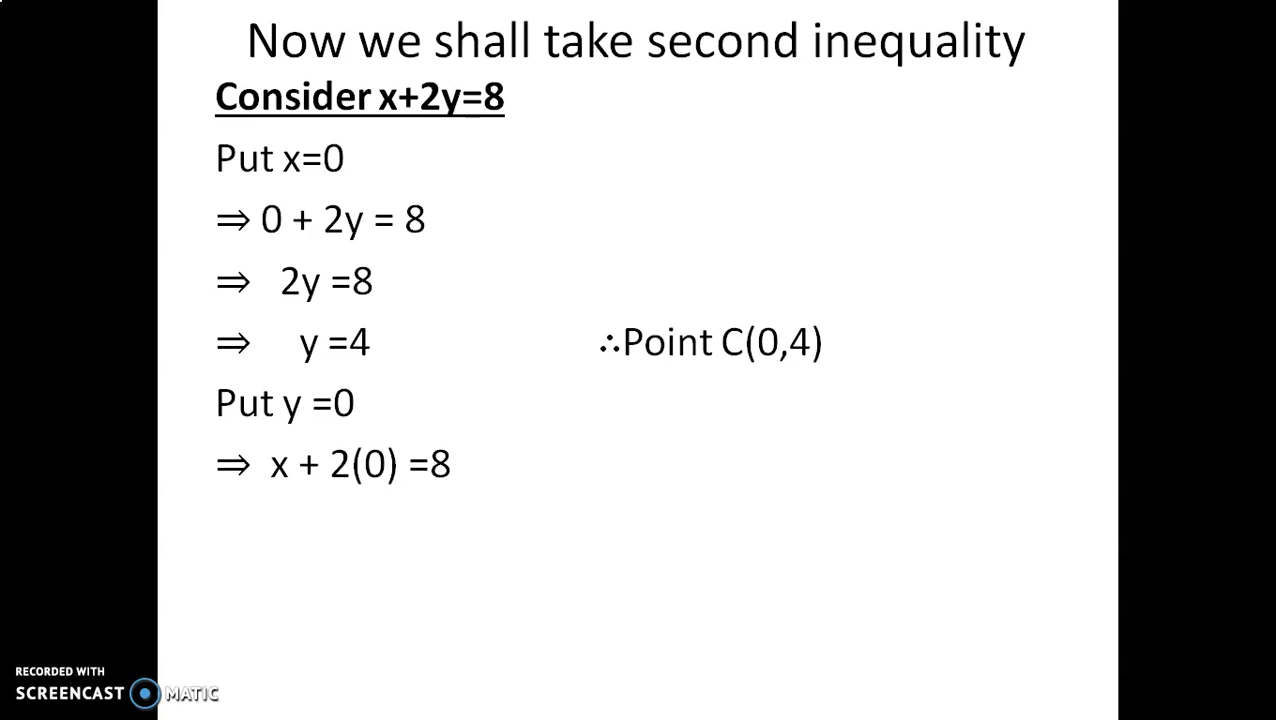 Now we shall take second inequality
Consider x+2y=8
Put x=0
⇒ 0 + 2y = 8
⇒ 2y =8
⇒ y =4 ∴Point C(0,4)
Put y =0
⇒ x + 2(0) =8
RECORDED WITH
SCREENCAST MATIC